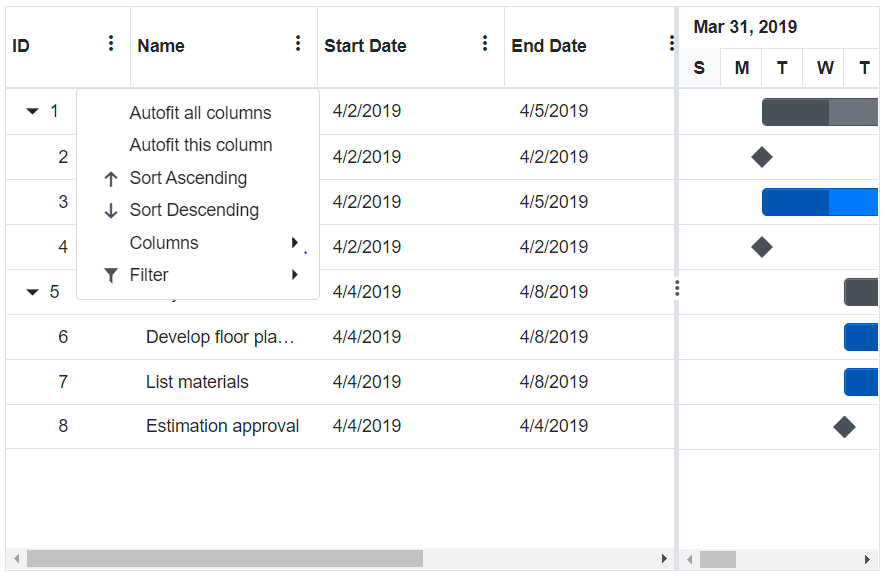 ID Name Start Date End Date Mar 31, 2019
S M T W T
1 4/2/2019 4/5/2019
Autofit all columns
Autofit this column
2 4/2/2019 4/2/2019
Sort Ascending
3 4/2/2019 4/5/2019
Sort Descending
Columns
4 4/2/2019 4/2/2019
Filter
5 4/4/2019 4/8/2019
6 Develop floor pla… 4/4/2019 4/8/2019
7 List materials 4/4/2019 4/8/2019
8 Estimation approval 4/4/2019 4/4/2019